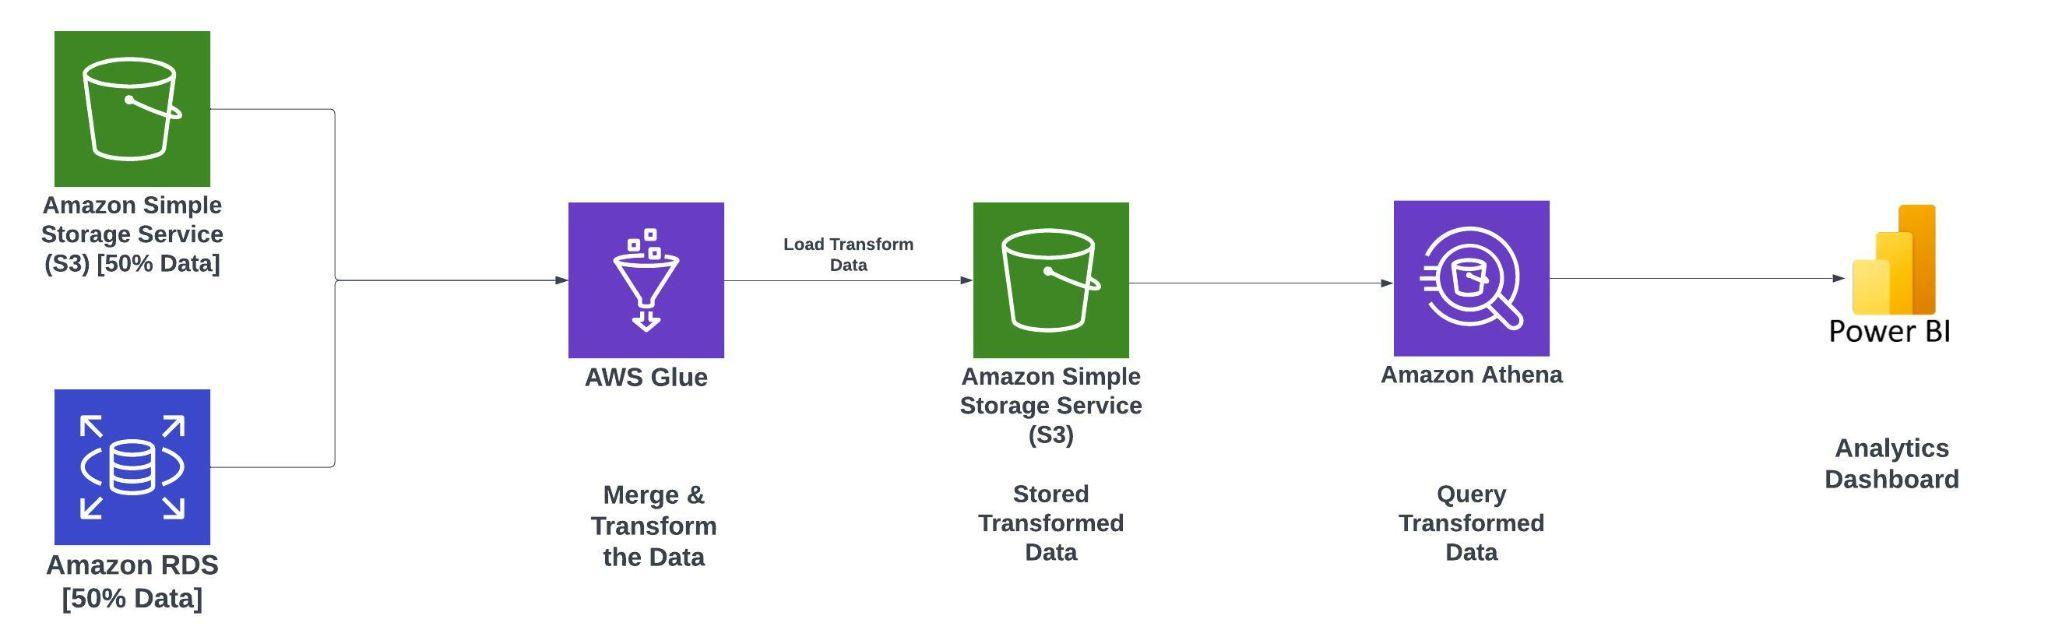 Amazon Simple
Storage Service
(S3) [50% Data]
Amazon RDS
[50% Data]
AWS Glue
Merge &
Transform
the Data
Load Transform
Data
Amazon Simple
Storage Service
(S3)
Stored
Transformed
Data
Amazon Athena
Query
Transformed
Data
Power BI
Analytics
Dashboard